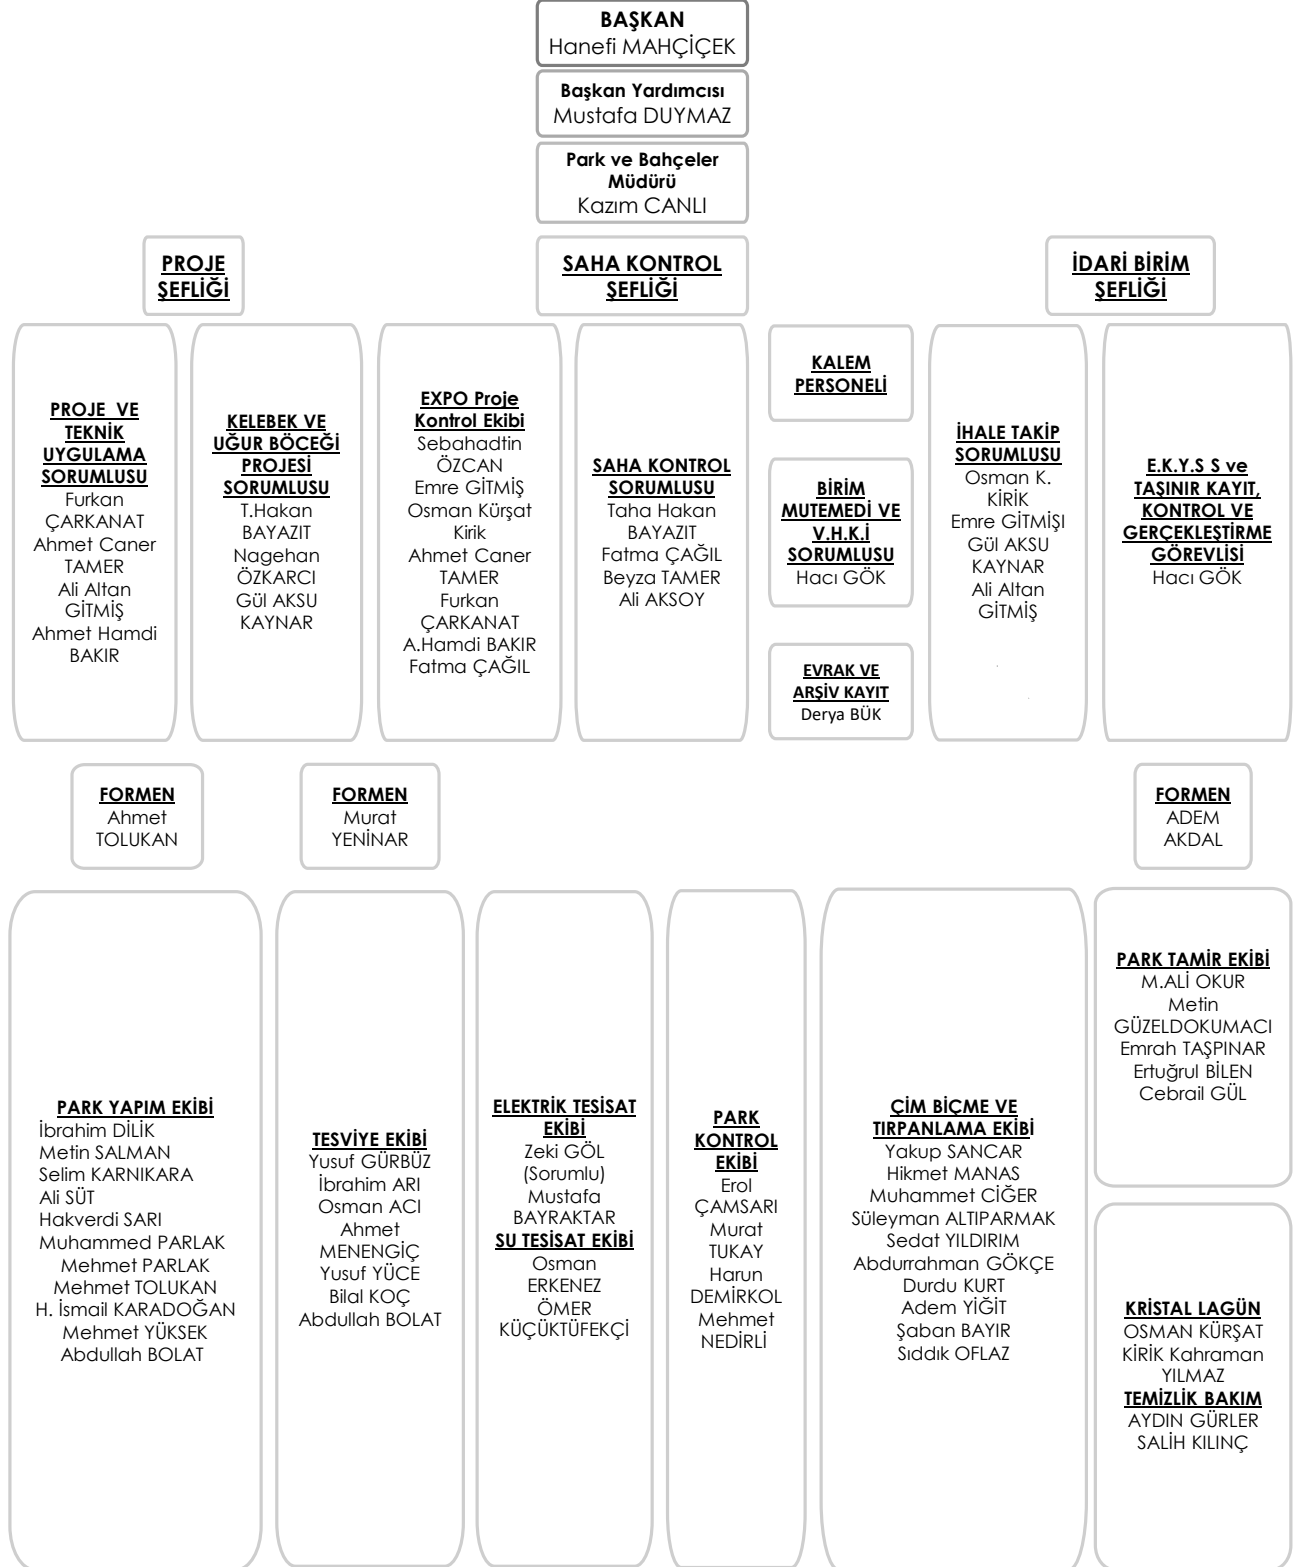 BAŞKAN
Hanefi MAHÇİÇEK
Başkan Yardımcısı
Mustafa DUYMAZ
Park ve Bahçeler
Müdürü
Kazım CANLI
PROJE
ŞEFLİĞİ
SAHA KONTROL
ŞEFLİĞİ
İDARİ BİRİM
ŞEFLİĞİ
PROJE VE
TEKNİK
UYGULAMA
SORUMLUSU
Furkan
ÇARKANAT
Ahmet Caner
TAMER
Ali Altan
GİTMİŞ
Ahmet Hamdi
BAKIR
KELEBEK VE
UĞUR BÖCEĞİ
PROJESİ
SORUMLUSU
T.Hakan
BAYAZIT
Nagehan
ÖZKARCI
Gül AKSU
KAYNAR
EXPO Proje
Kontrol Ekibi
Sebahadtin
ÖZCAN
Emre GİTMİŞ
Osman Kürşat
Kirik
Ahmet Caner
TAMER
Furkan
ÇARKANAT
A.Hamdi BAKIR
Fatma ÇAĞIL
SAHA KONTROL
SORUMLUSU
Taha Hakan
BAYAZIT
Fatma ÇAĞIL
Beyza TAMER
Ali AKSOY
KALEM
PERSONELİ
BİRİM
MUTEMEDİ VE
V.H.K.İ
SORUMLUSU
Hacı GÖK
EVRAK VE
ARŞİV KAYIT
Derya BÜK
İHALE TAKİP
SORUMLUSU
Osman K.
KİRİK
Emre GİTMİŞI
Gül AKSU
KAYNAR
Ali Altan
GİTMİŞ
E.K.Y.S S ve
TAŞINIR KAYIT,
KONTROL VE
GERÇEKLEŞTİRME
GÖREVLİSİ
Hacı GÖK
FORMEN
Ahmet
TOLUKAN
FORMEN
Murat
YENİNAR
FORMEN
ADEM
AKDAL
PARK YAPIM EKİBİ
İbrahim DİLİK
Metin SALMAN
Selim KARNIKARA
Ali SÜT
Hakverdi SARI
Muhammed PARLAK
Mehmet PARLAK
Mehmet TOLUKAN
H. İsmail KARADOĞAN
Mehmet YÜKSEK
Abdullah BOLAT
TESVİYE EKİBİ
Yusuf GÜRBÜZ
İbrahim ARI
Osman ACI
Ahmet
MENENGİÇ
Yusuf YÜCE
Bilal KOÇ
Abdullah BOLAT
ELEKTRİK TESİSAT
EKİBİ
Zeki GÖL
(Sorumlu)
Mustafa
BAYRAKTAR
SU TESİSAT EKİBİ
Osman
ERKENEZ
ÖMER
KÜÇÜKTÜFEKÇİ
PARK
KONTROL
EKİBİ
Erol
ÇAMSARI
Murat
TUKAY
Harun
DEMİRKOL
Mehmet
NEDİRLİ
ÇİM BİÇME VE
TIRPANLAMA EKİBİ
Yakup SANCAR
Hikmet MANAS
Muhammet CİĞER
Süleyman ALTIPARMAK
Sedat YILDIRIM
Abdurrahman GÖKÇE
Durdu KURT
Adem YİĞİT
Şaban BAYIR
Sıddık OFLAZ
PARK TAMİR EKİBİ
M.ALİ OKUR
Metin
GÜZELDOKUMACI
Emrah TAŞPINAR
Ertuğrul BİLEN
Cebrail GÜL
KRİSTAL LAGÜN
OSMAN KÜRŞAT
KİRİK Kahraman
YILMAZ
TEMİZLİK BAKIM
AYDIN GÜRLER
SALİH KILINÇ